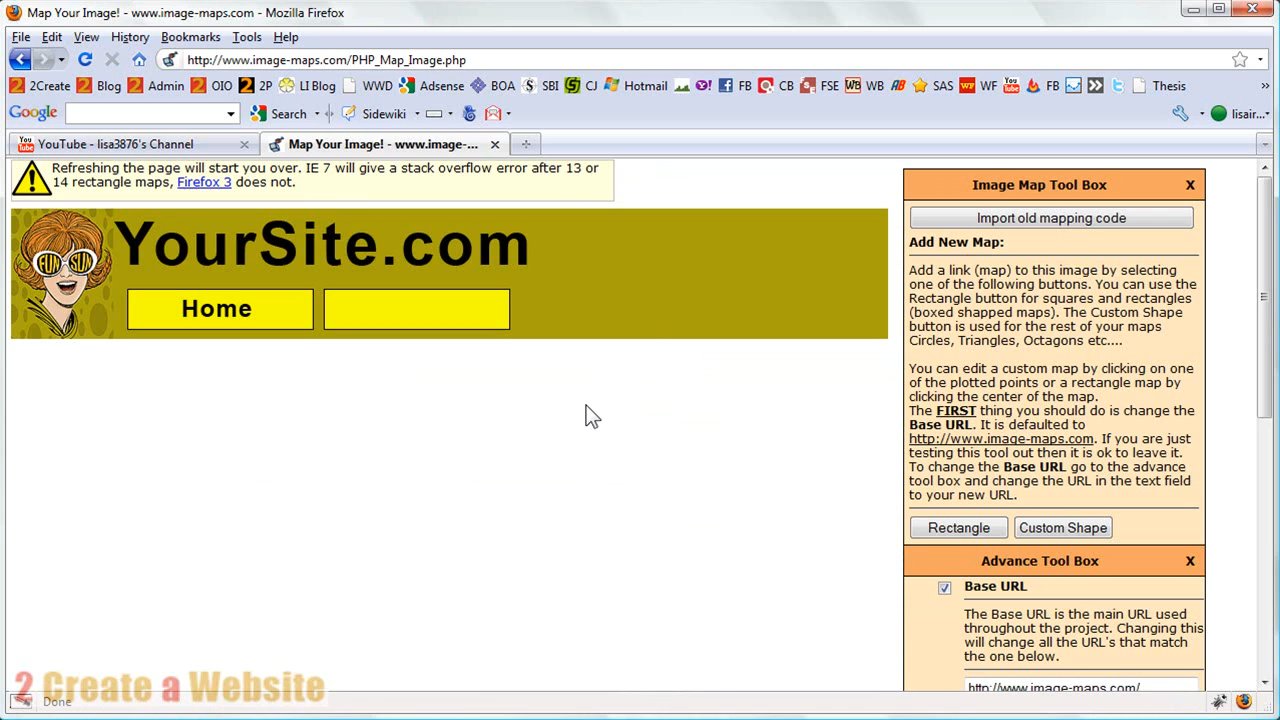 Map Your Image! - www.image-maps.com - Mozilla Firefox
File Edit View History Bookmarks Tools Help
http://www.image-maps.com/PHP_Map_Image.php
2Create Blog Admin OIO 2P LI Blog WWD Adsense BOA SBI CJ Hotmail FB CB FSE WB AB SAS WF FB Thesis
Google Search Sidewiki lisair...
YouTube - lisa3876's Channel Map Your Image! - www.image-...
Refreshing the page will start you over. IE 7 will give a stack overflow error after 13 or
14 rectangle maps, Firefox 3 does not.
FUN SUN
YourSite.com
Home
Image Map Tool Box X
Import old mapping code
Add New Map:
Add a link (map) to this image by selecting
one of the following buttons. You can use the
Rectangle button for squares and rectangles
(boxed shapped maps). The Custom Shape
button is used for the rest of your maps
Circles, Triangles, Octagons etc....
You can edit a custom map by clicking on one
of the plotted points or a rectangle map by
clicking the center of the map.
The FIRST thing you should do is change the
Base URL. It is defaulted to
http://www.image-maps.com. If you are just
testing this tool out then it is ok to leave it.
To change the Base URL go to the advance
tool box and change the URL in the text field
to your new URL.
Rectangle Custom Shape
Advance Tool Box X
Base URL
The Base URL is the main URL used
throughout the project. Changing this
will change all the URL's that match
the one below.
http://www.image-maps.com/
2 Create a Website
Done